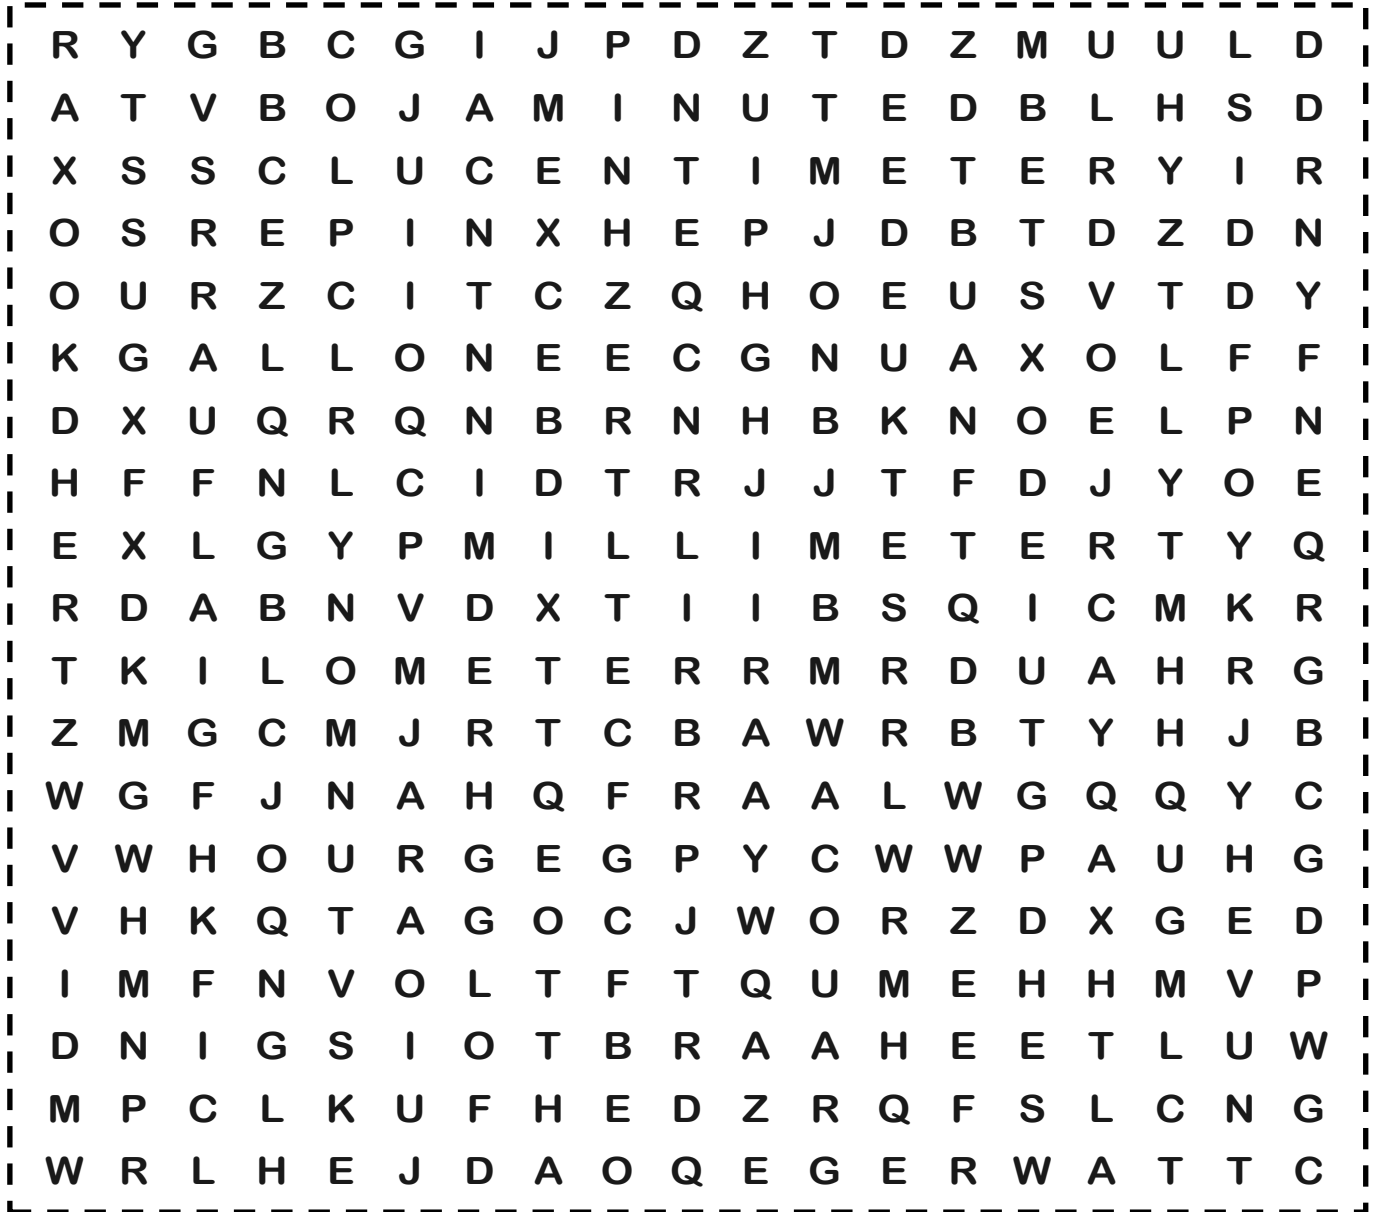 R Y G B C G I J P D Z T D Z M U U L D
A T V B O J A M I N U T E D B L H S D
X S S C L U C E N T I M E T E R Y I R
O S R E P I N X H E P J D B T D Z D N
O U R Z C I T C Z Q H O E U S V T D Y
K G A L L O N E E C G N U A X O L F F
D X U Q R Q N B R N H B K N O E L P N
H F F N L C I D T R J J T F D J Y O E
E X L G Y P M I L L I M E T E R T Y Q
R D A B N V D X T I I B S Q I C M K R
T K I L O M E T E R R M R D U A H R G
Z M G C M J R T C B A W R B T Y H J B
W G F J N A H Q F R A A L W G Q Q Y C
V W H O U R G E G P Y C W W P A U H G
V H K Q T A G O C J W O R Z D X G E D
I M F N V O L T F T Q U M E H H M V P
D N I G S I O T B R A A H E E T L U W
M P C L K U F H E D Z R Q F S L C N G
W R L H E J D A O Q E G E R W A T T C